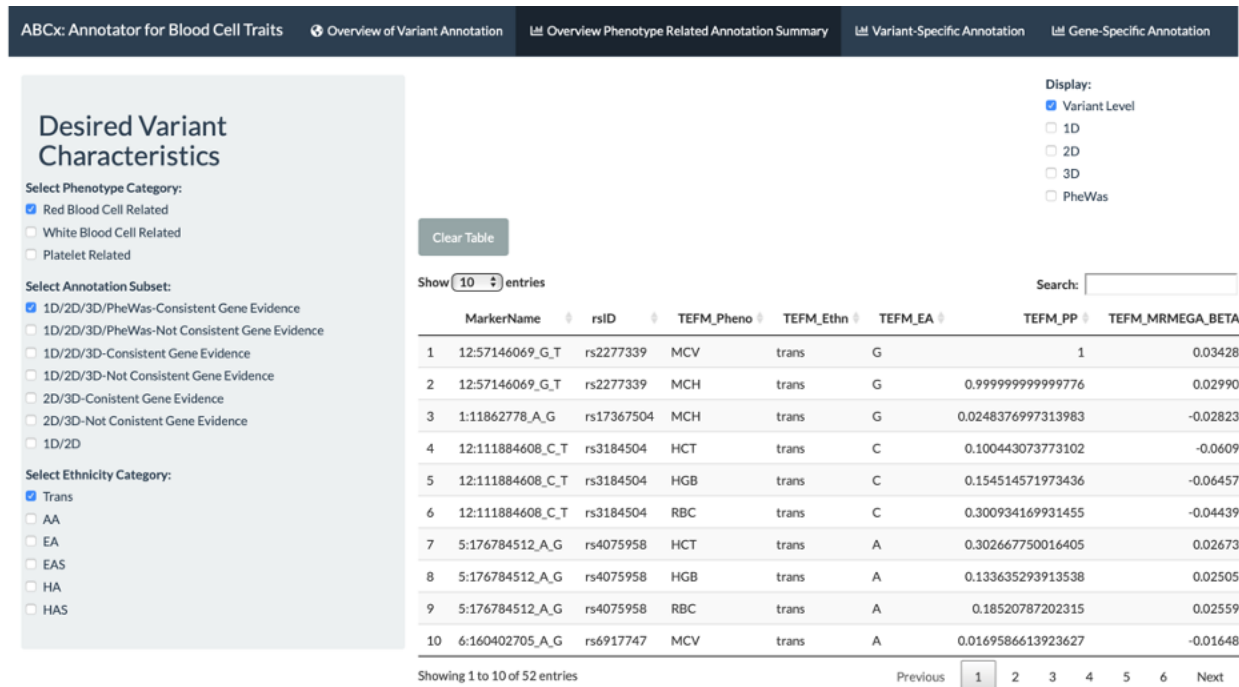 ABCx: Annotator for Blood Cell Traits Overview of Variant Annotation Overview Phenotype Related Annotation Summary Variant-Specific Annotation Gene-Specific Annotation
Desired Variant
Characteristics
Select Phenotype Category:
Red Blood Cell Related
White Blood Cell Related
Platelet Related
Select Annotation Subset:
1D/2D/3D/PheWas-Consistent Gene Evidence
1D/2D/3D/PheWas-Not Consistent Gene Evidence
1D/2D/3D-Consistent Gene Evidence
1D/2D/3D-Not Consistent Gene Evidence
2D/3D-Conistent Gene Evidence
2D/3D-Not Conistent Gene Evidence
1D/2D
Select Ethnicity Category:
Trans
AA
EA
EAS
HA
HAS
Display:
Variant Level
1D
2D
3D
PheWas
Clear Table
Show 10 entries
Search:
MarkerName rsID TEFM_Pheno TEFM_Ethn TEFM_EA TEFM_PP TEFM_MRMEGA_BETA
1 12:57146069_G_T rs2277339 MCV trans G 1 0.03428
2 12:57146069_G_T rs2277339 MCH trans G 0.999999999999776 0.02990
3 1:11862778_A_G rs17367504 MCH trans G 0.0248376997313983 -0.02823
4 12:111884608_C_T rs3184504 HCT trans C 0.100443073773102 -0.0609
5 12:111884608_C_T rs3184504 HGB trans C 0.154514571973436 -0.06457
6 12:111884608_C_T rs3184504 RBC trans C 0.300934169931455 -0.04439
7 5:176784512_A_G rs4075958 HCT trans A 0.302667750016405 0.02673
8 5:176784512_A_G rs4075958 HGB trans A 0.133635293913538 0.02505
9 5:176784512_A_G rs4075958 RBC trans A 0.18520787202315 0.02559
10 6:160402705_A_G rs6917747 MCV trans A 0.0169586613923627 -0.01648
Showing 1 to 10 of 52 entries
Previous 1 2 3 4 5 6 Next